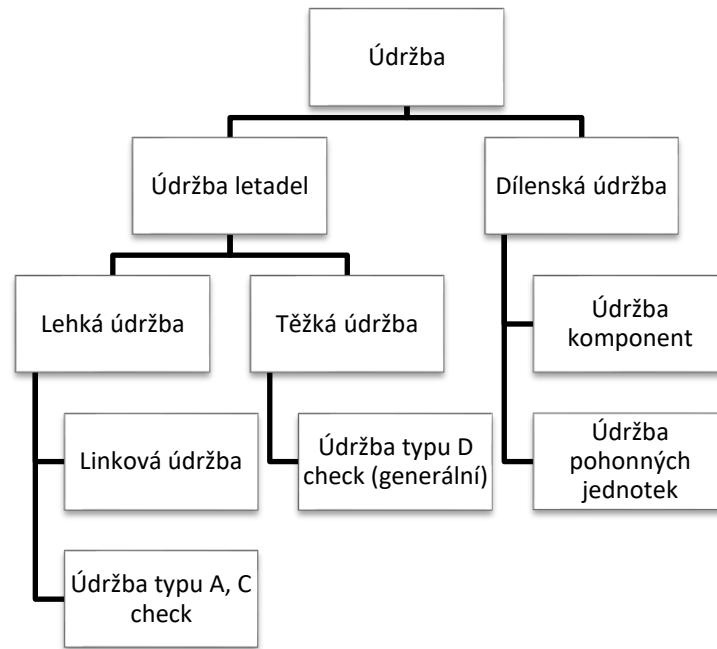 Údržba
Údržba letadel
Dílenská údržba
Lehká údržba
Těžká údržba
Údržba
komponent
Linková údržba
Údržba typu D
check (generální)
Údržba
pohonných
jednotek
Údržba typu A, C
check